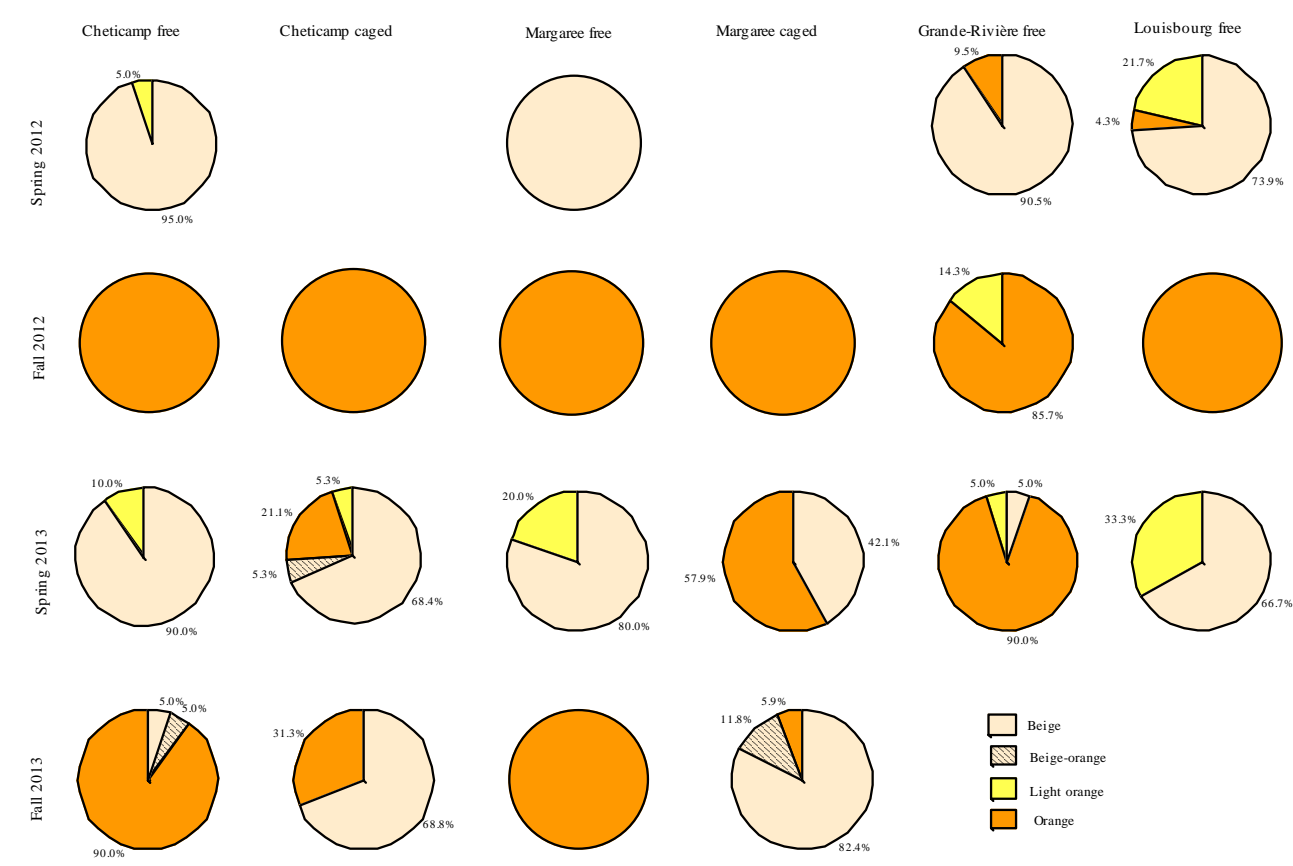 Cheticamp free
Cheticamp caged
Margaree free
Margaree caged
Grande-Rivière free
Louisbourg free
Spring 2012
5.0%
95.0%
9.5%
90.5%
21.7%
4.3%
73.9%
Fall 2012
14.3%
85.7%
Spring 2013
10.0%
90.0%
5.3%
21.1%
5.3%
68.4%
20.0%
80.0%
42.1%
57.9%
5.0%
5.0%
90.0%
33.3%
66.7%
Fall 2013
5.0%
5.0%
90.0%
31.3%
68.8%
5.9%
11.8%
82.4%
Beige
Beige-orange
Light orange
Orange